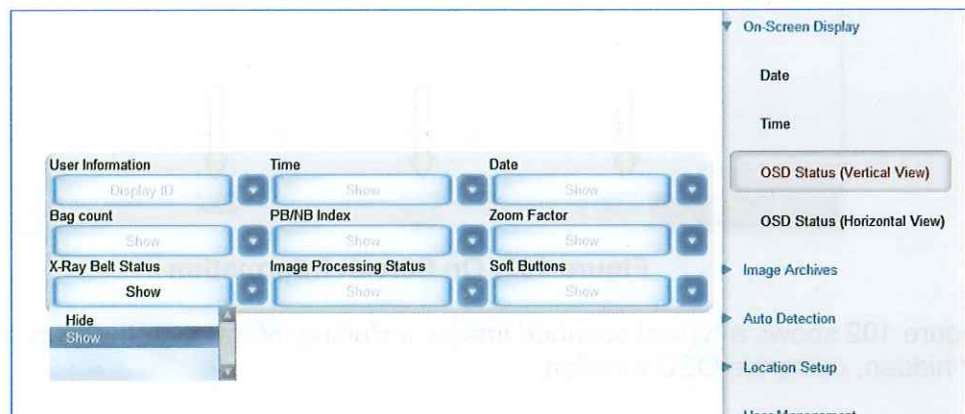 On-Screen Display
Date
Time
OSD Status (Vertical View)
OSD Status (Horizontal View)
Image Archives
Auto Detection
Location Setup
User Management
User Information Time Date
Display ID Show Show
Bag count PB/NB Index Zoom Factor
Show Show Show
X-Ray Belt Status Image Processing Status Soft Buttons
Show Show Show
Hide
Show